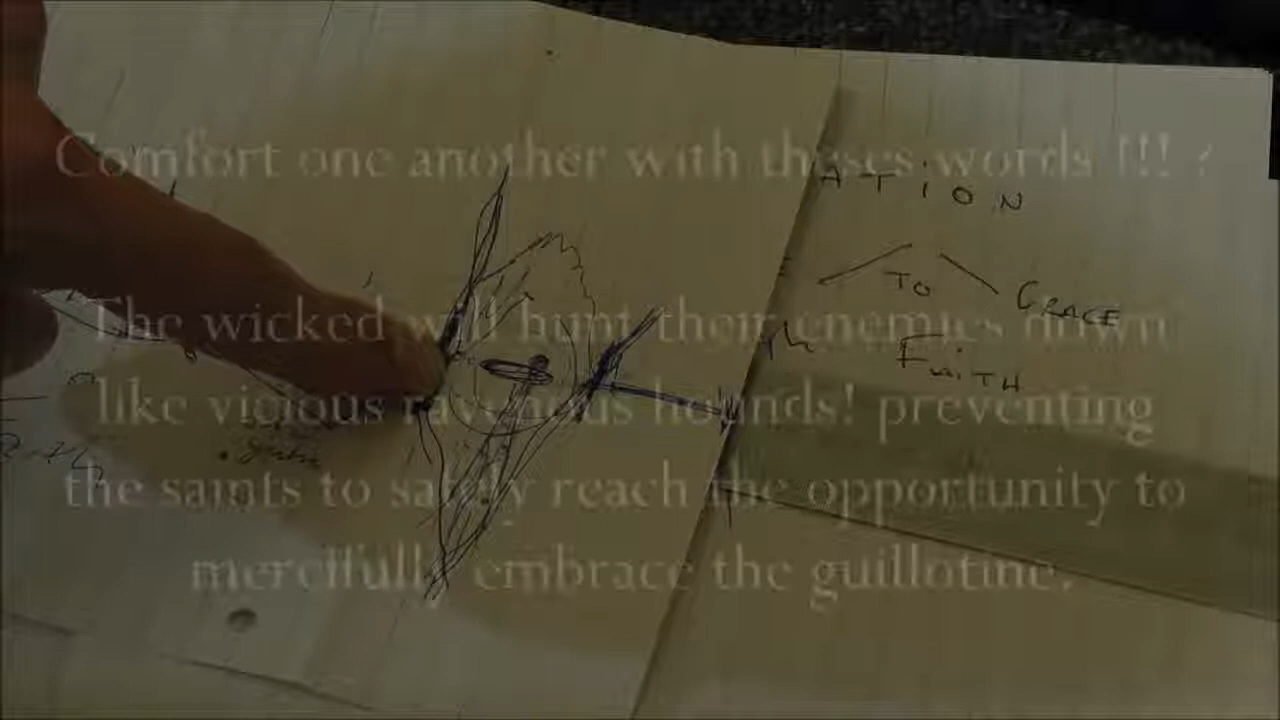 Comfort one another with theses words !!! ?
The wicked will hunt their enemies down
like vicious ravenous hounds! preventing
the saints to safely reach the opportunity to
mercifully embrace the guillotine.
ATION
TO
GRACE
FAiTH